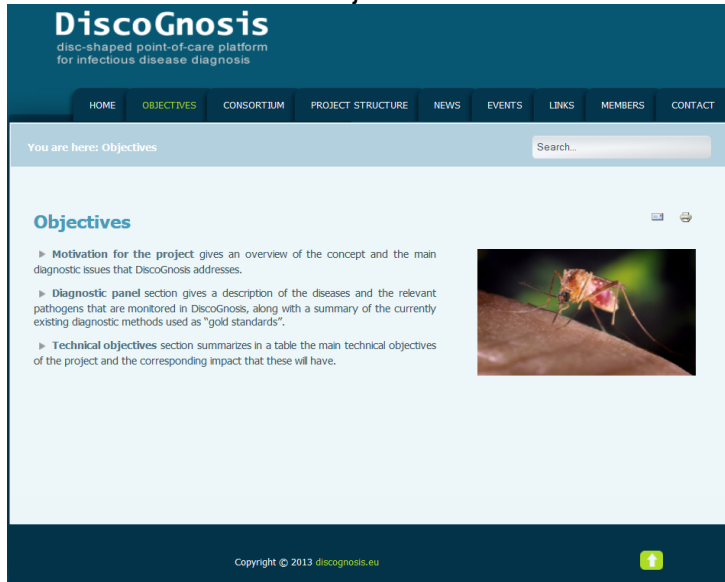 DiscoGnosis
disc-shaped point-of-care platform
for infectious disease diagnosis
HOME OBJECTIVES CONSORTIUM PROJECT STRUCTURE NEWS EVENTS LINKS MEMBERS CONTACT
You are here: Objectives
Search...
Objectives
Motivation for the project gives an overview of the concept and the main
diagnostic issues that DiscoGnosis addresses.
Diagnostic panel section gives a description of the diseases and the relevant
pathogens that are monitored in DiscoGnosis, along with a summary of the currently
existing diagnostic methods used as “gold standards”.
Technical objectives section summarizes in a table the main technical objectives
of the project and the corresponding impact that these will have.
Copyright © 2013 discognosis.eu